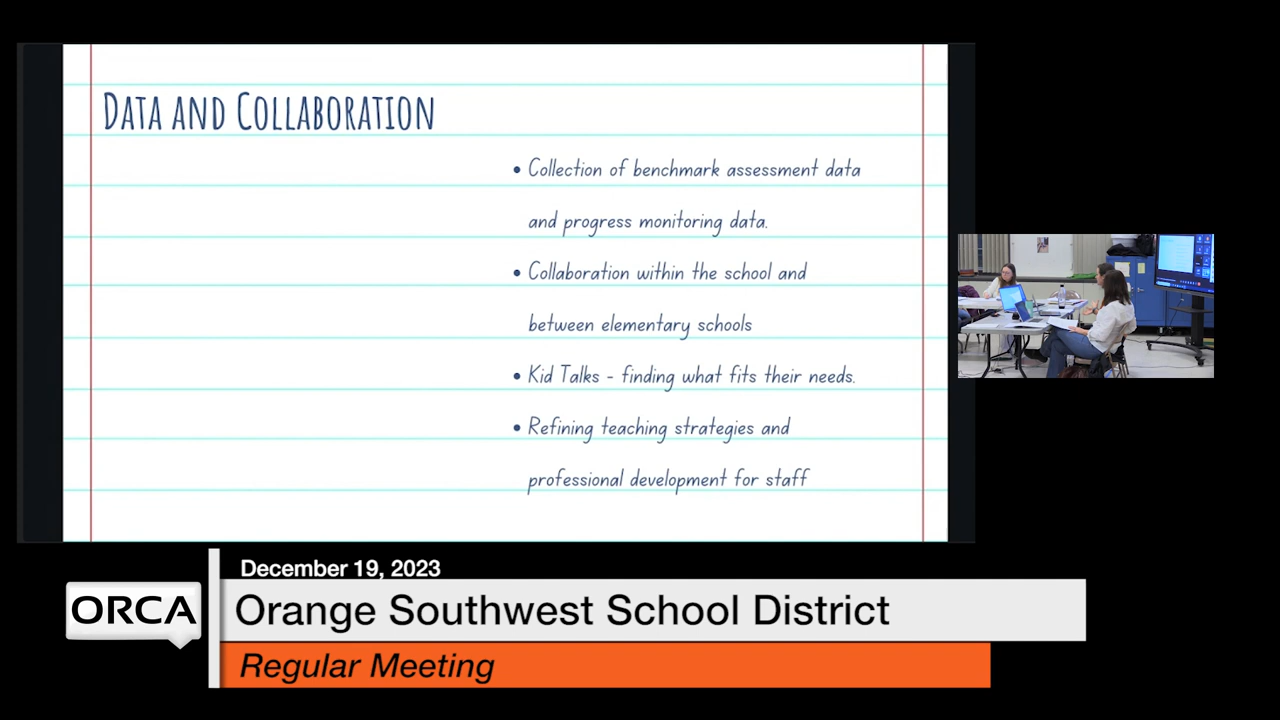 DATA AND COLLABORATION
• Collection of benchmark assessment data
and progress monitoring data.
• Collaboration within the school and
between elementary schools
• Kid Talks - finding what fits their needs.
• Refining teaching strategies and
professional development for staff
December 19, 2023
ORCA
Orange Southwest School District
Regular Meeting